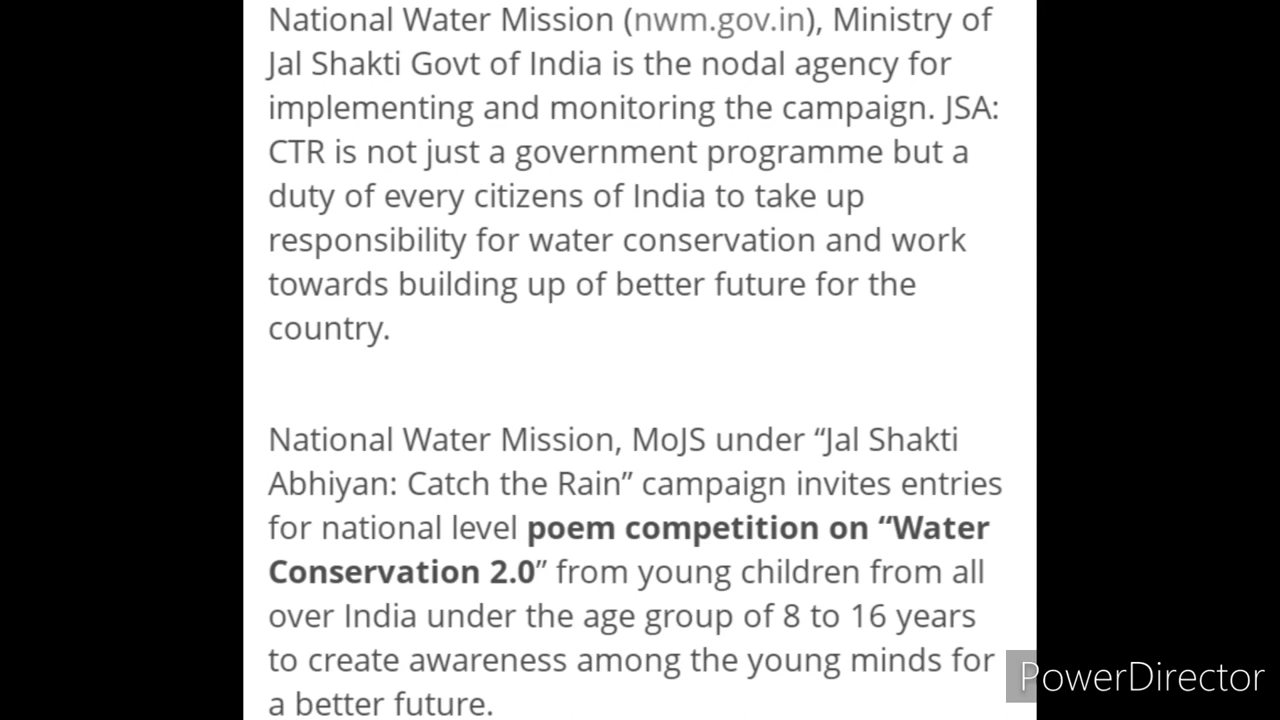 National Water Mission (nwm.gov.in), Ministry of
Jal Shakti Govt of India is the nodal agency for
implementing and monitoring the campaign. JSA:
CTR is not just a government programme but a
duty of every citizens of India to take up
responsibility for water conservation and work
towards building up of better future for the
country.
National Water Mission, MoJS under “Jal Shakti
Abhiyan: Catch the Rain” campaign invites entries
for national level poem competition on “Water
Conservation 2.0” from young children from all
over India under the age group of 8 to 16 years
to create awareness among the young minds for
a better future.
PowerDirector